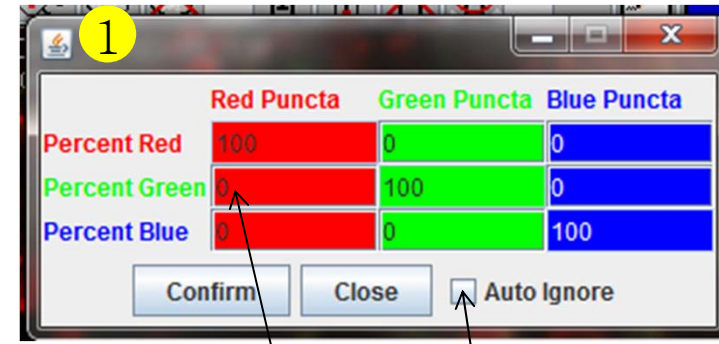 1
Red Puncta Green Puncta Blue Puncta
Percent Red 100 0 0
Percent Green 0 100 0
Percent Blue 0 0 100
Confirm Close Auto Ignore